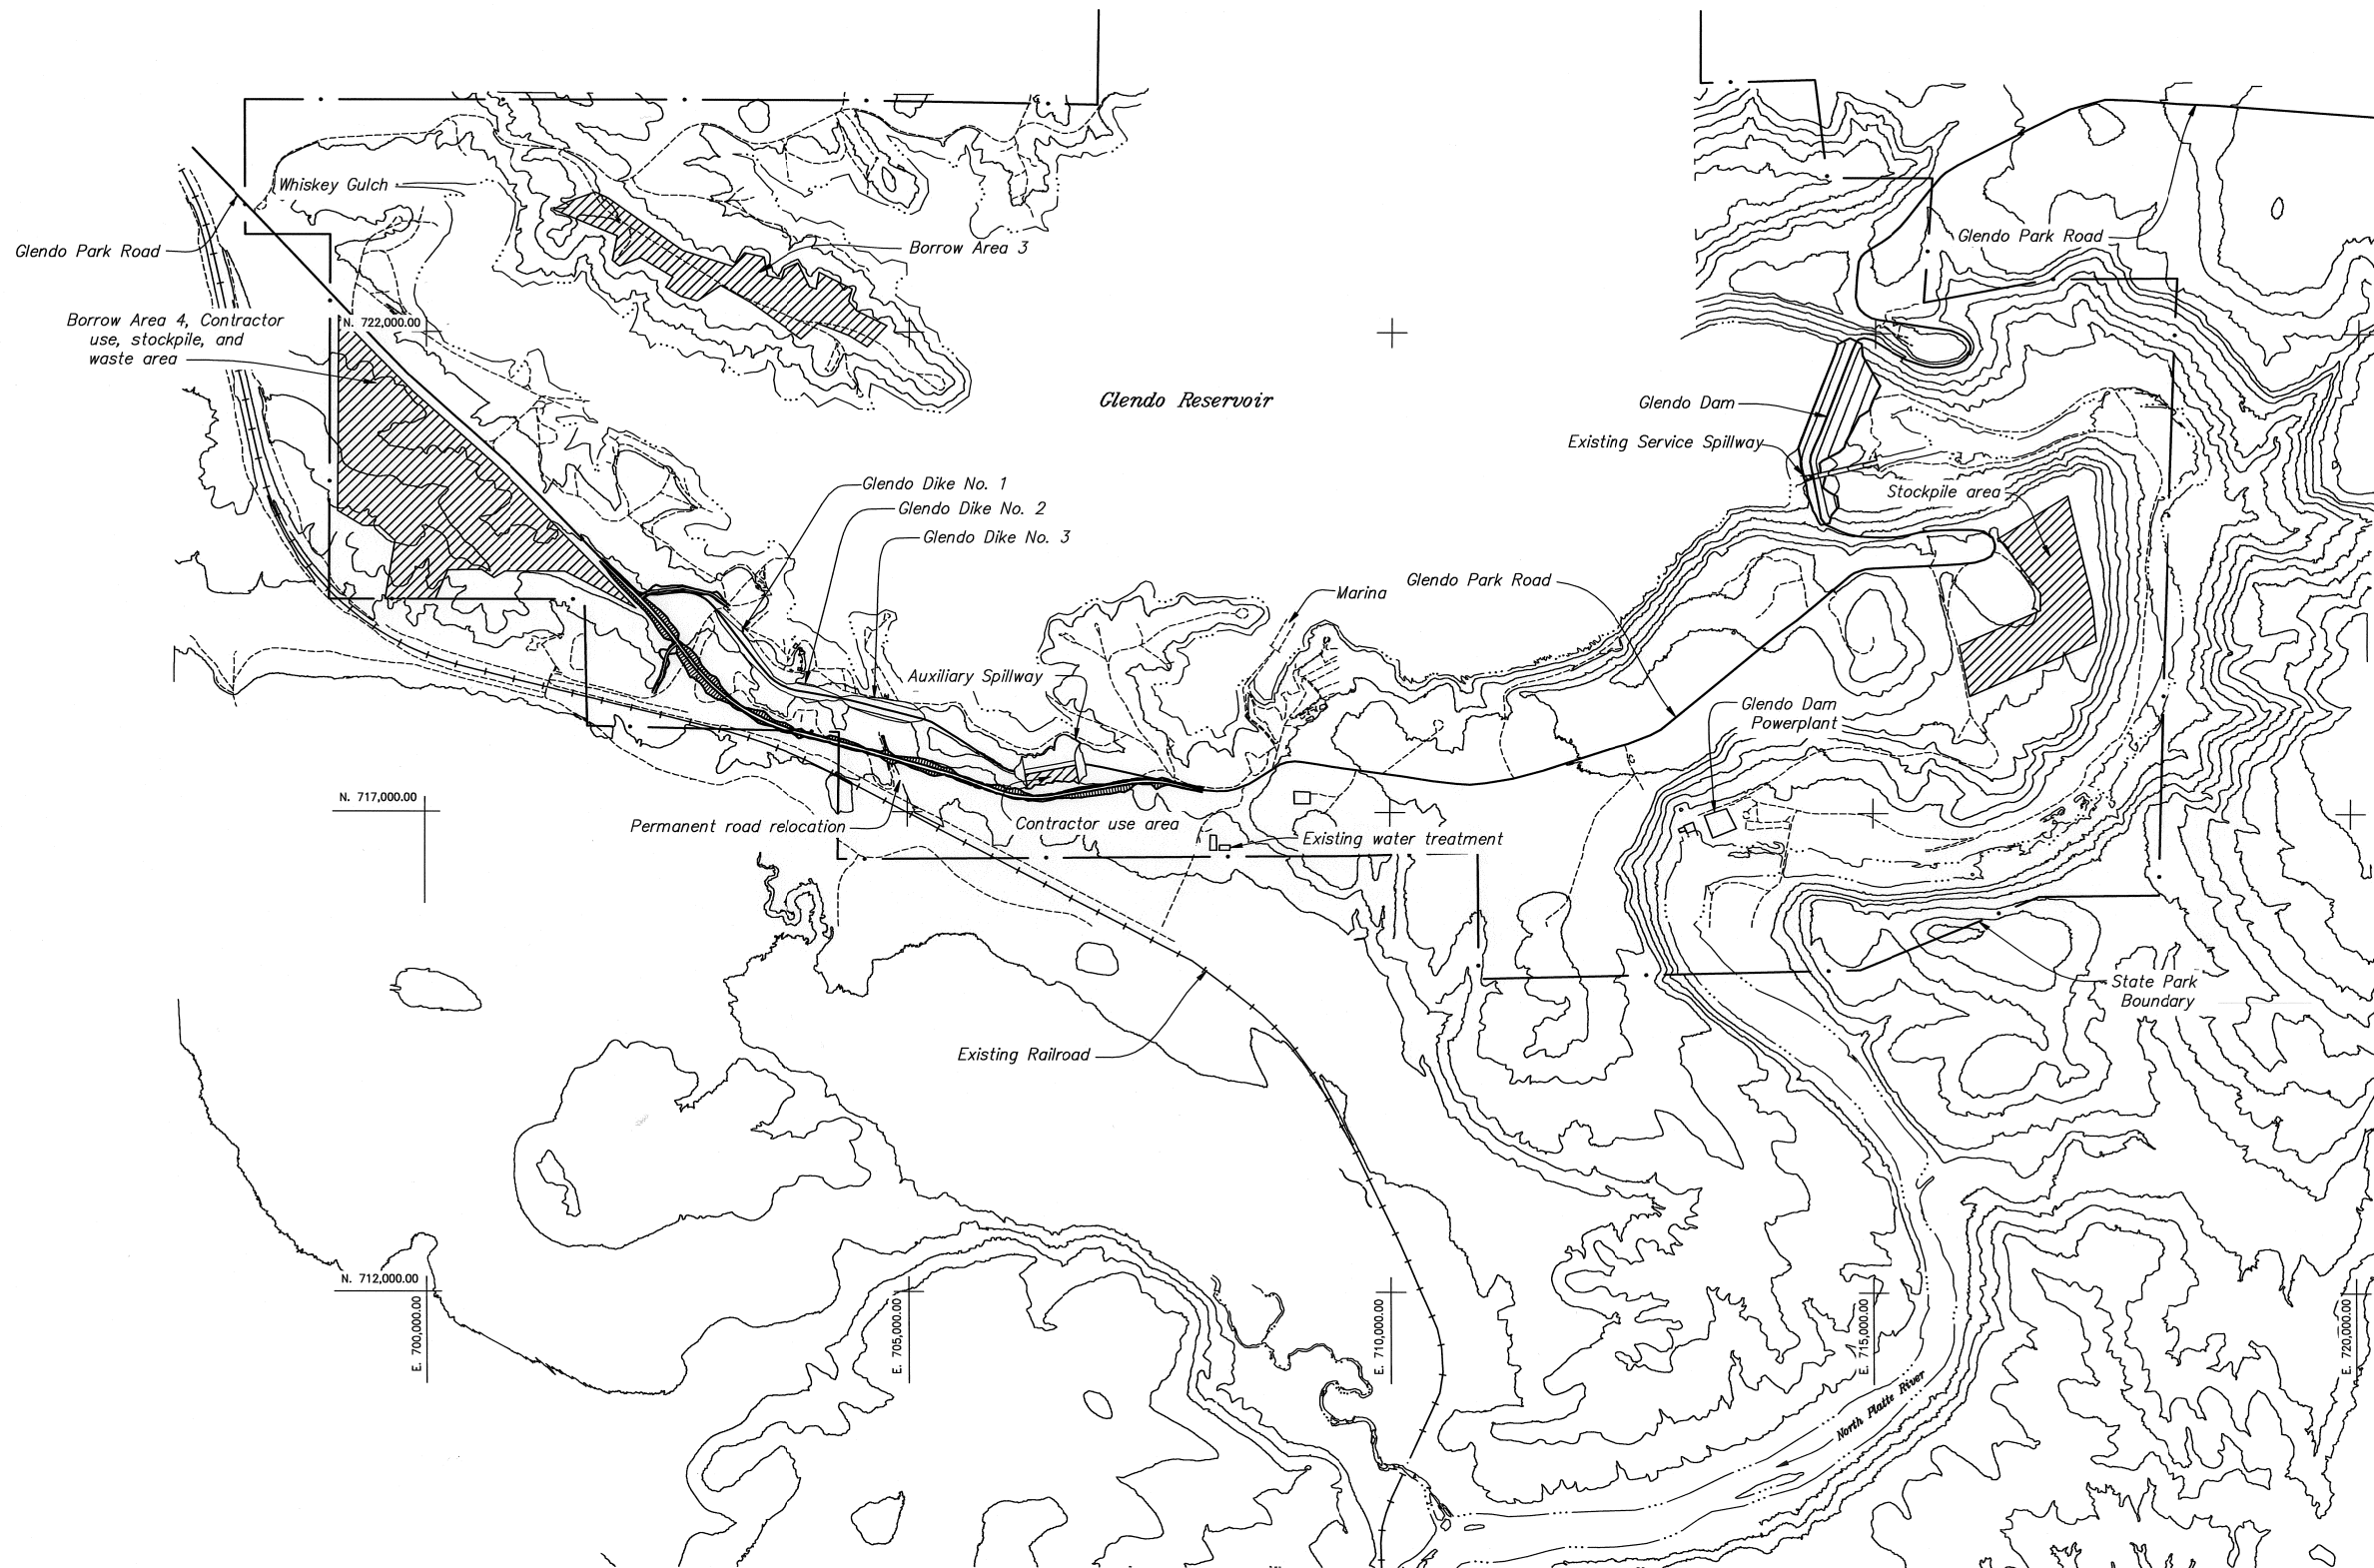 Whiskey Gulch
Glendo Park Road
Borrow Area 3
Glendo Park Road
Borrow Area 4, Contractor
use, stockpile, and
waste area
N. 722,000.00
Glendo Reservoir
Glendo Dam
Existing Service Spillway
Stockpile area
Glendo Dike No. 1
Glendo Dike No. 2
Glendo Dike No. 3
Marina
Glendo Park Road
Auxiliary Spillway
Glendo Dam
Powerplant
N. 717,000.00
Permanent road relocation
Contractor use area
Existing water treatment
State Park
Boundary
Existing Railroad
N. 712,000.00
E. 700,000.00
E. 705,000.00
E. 710,000.00
E. 715,000.00
E. 720,000.00
North Platte River